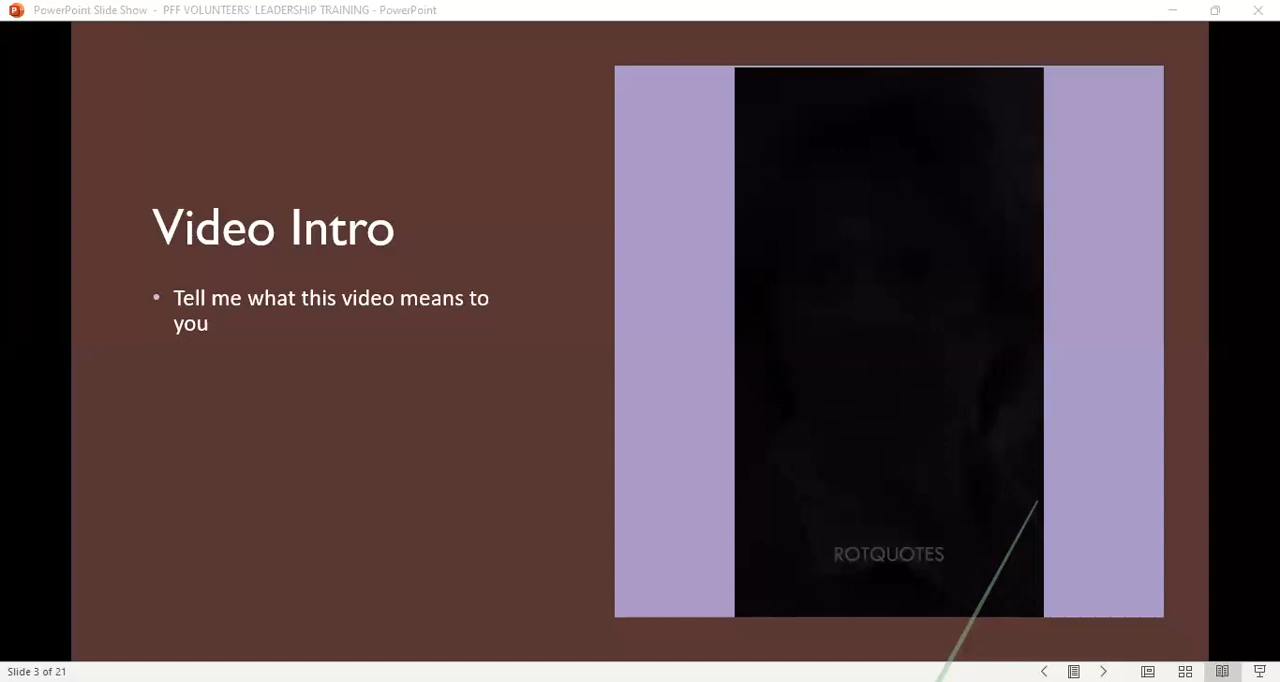 PowerPoint Slide Show - PFF VOLUNTEERS' LEADERSHIP TRAINING - PowerPoint
Video Intro
• Tell me what this video means to
you
ROTQUOTES
Slide 3 of 21